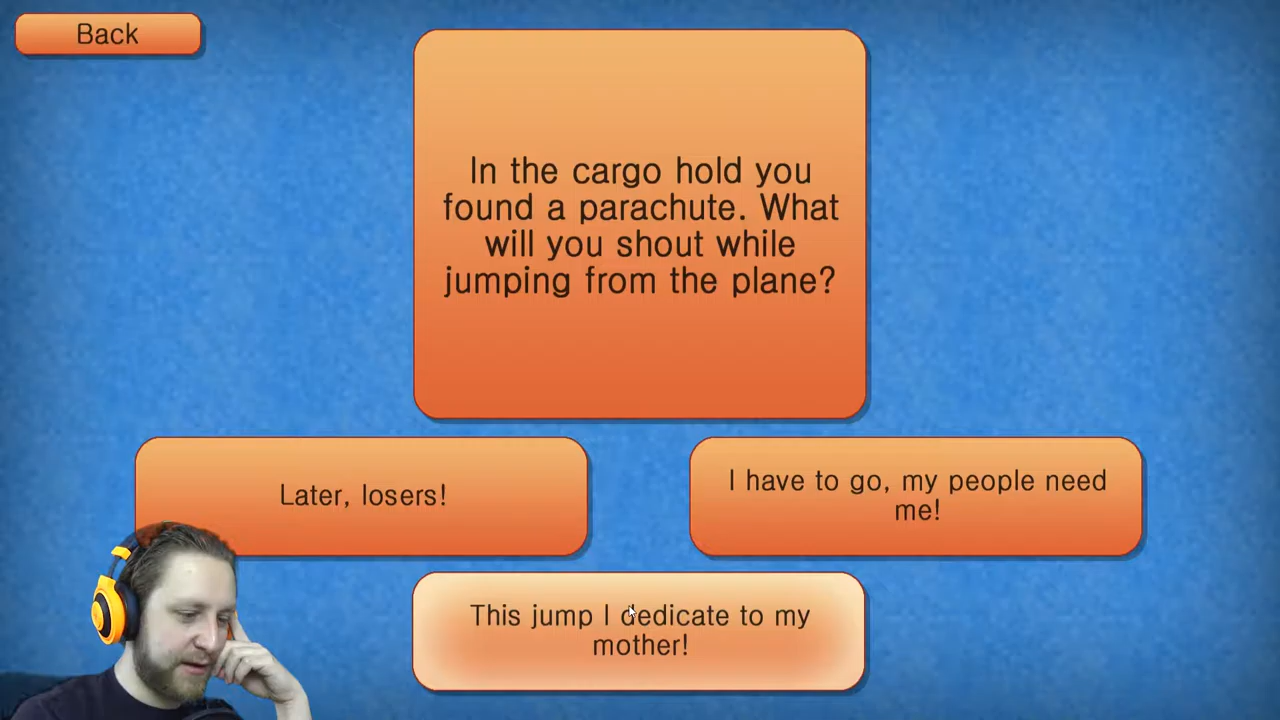 Back
In the cargo hold you
found a parachute. What
will you shout while
jumping from the plane?
Later, losers!
I have to go, my people need
me!
This jump I dedicate to my
mother!